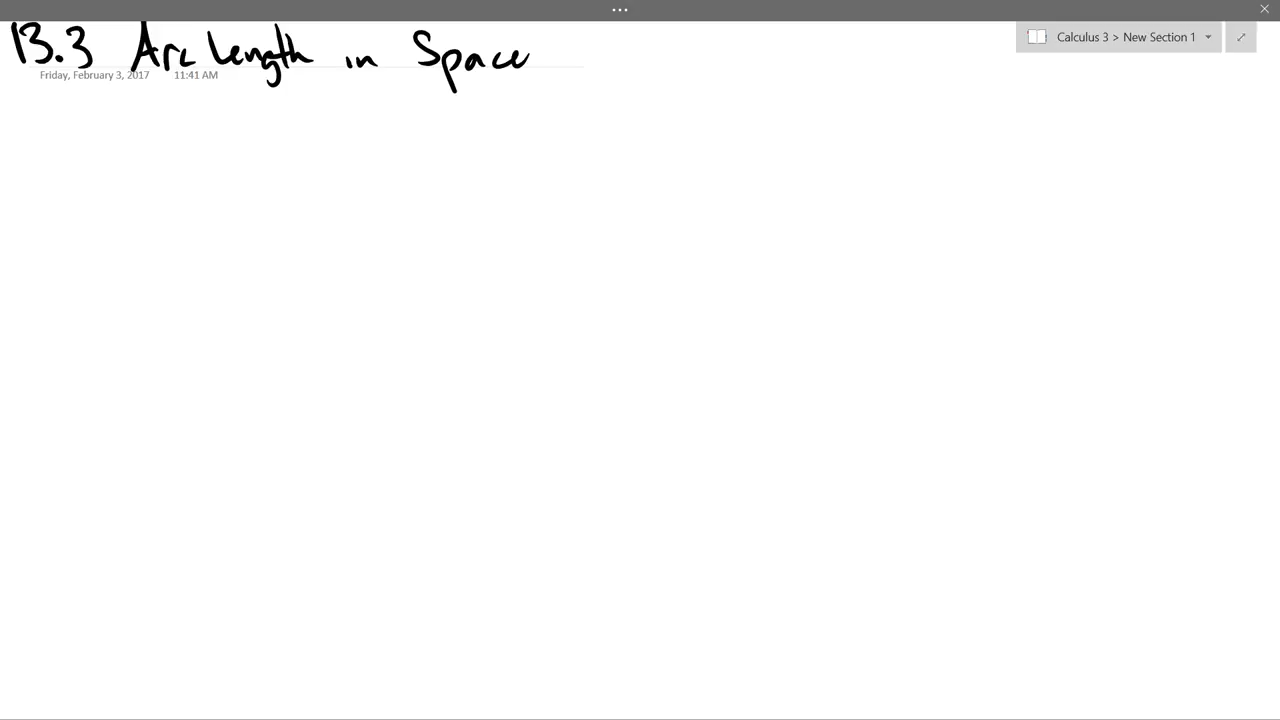 13.3 Arc Length in Space
Calculus 3 > New Section 1
Friday, February 3, 2017 11:41 AM